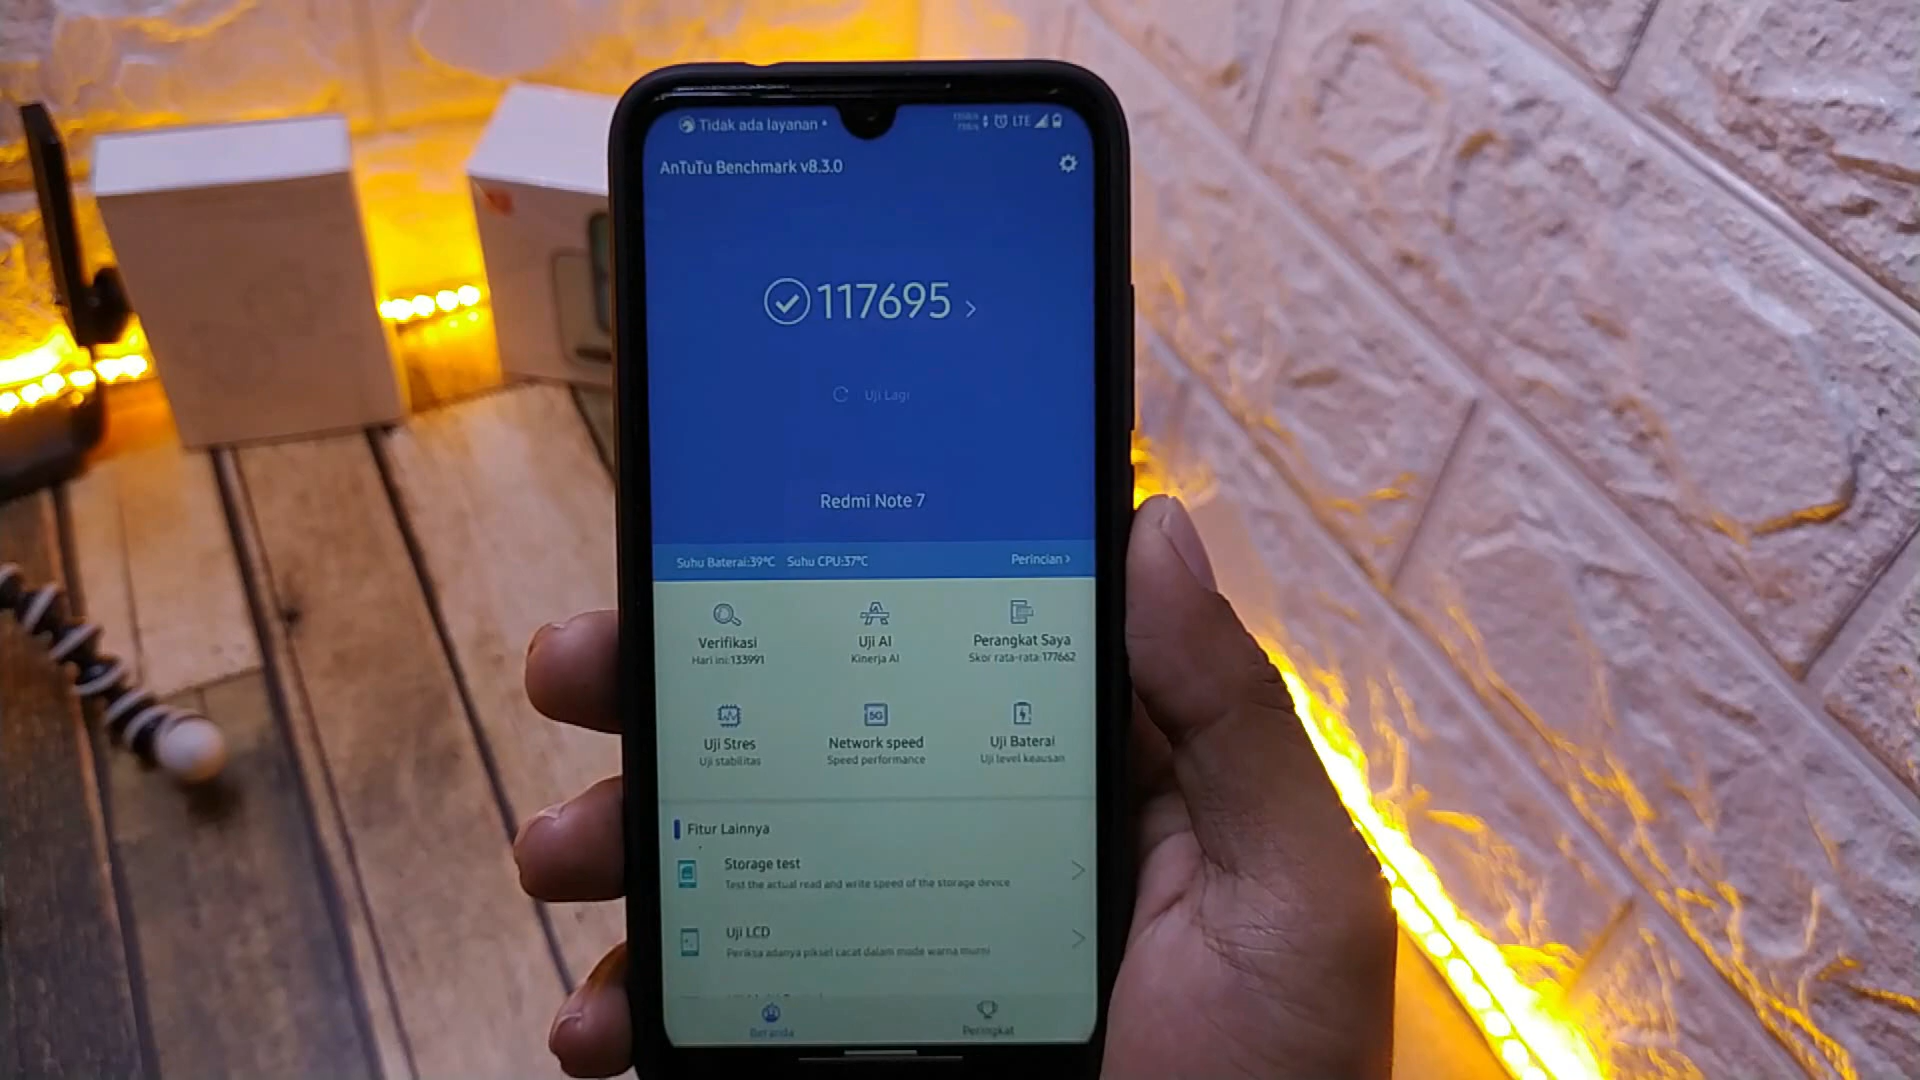 Tidak ada layanan •
LTE
AnTuTu Benchmark v8.3.0
117695 >
Uji Lagi
Redmi Note 7
Suhu Baterai:39°C Suhu CPU:37°C Perincian >
Verifikasi Uji AI Perangkat Saya
Hari ini:133991 Kinerja AI Skor rata-rata:177662
5G
Uji Stres Network speed Uji Baterai
Uji stabilitas Speed performance Uji level keausan
Fitur Lainnya
Storage test
Test the actual read and write speed of the storage device
Uji LCD
Periksa adanya piksel cacat dalam mode warna murni
Beranda Peringkat